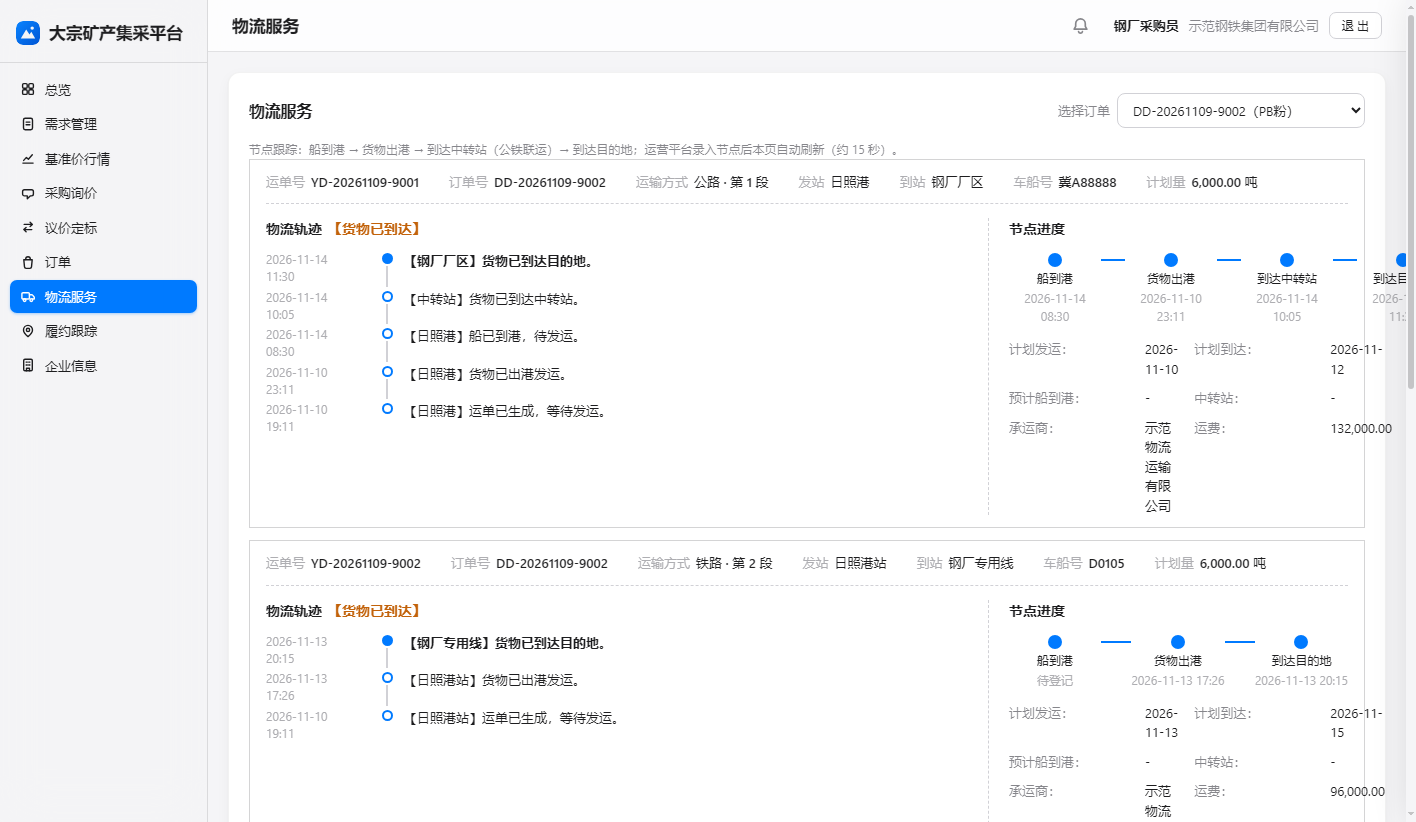 大宗矿产集采平台
物流服务
钢厂采购员 示范钢铁集团有限公司 退 出
总览
需求管理
基准价行情
采购询价
议价定标
订单
物流服务
履约跟踪
企业信息
物流服务
选择订单 DD-20261109-9002（PB粉）
节点跟踪：船到港 → 货物出港 → 到达中转站（公铁联运）→ 到达目的地；运营平台录入节点后本页自动刷新（约 15 秒）。
运单号 YD-20261109-9001 订单号 DD-20261109-9002 运输方式 公路 · 第 1 段 发站 日照港 到站 钢厂厂区 车船号 冀A88888 计划量 6,000.00 吨
物流轨迹 【货物已到达】
2026-11-14
11:30
【钢厂厂区】货物已到达目的地。
2026-11-14
10:05
【中转站】货物已到达中转站。
2026-11-14
08:30
【日照港】船已到港，待发运。
2026-11-10
23:11
【日照港】货物已出港发运。
2026-11-10
19:11
【日照港】运单已生成，等待发运。
节点进度
船到港 货物出港 到达中转站 到达目
2026-11-14 2026-11-10 2026-11-14 2026-
08:30 23:11 10:05 11:
计划发运： 2026- 计划到达： 2026-11-
11-10 12
预计船到港： - 中转站： -
承运商： 示范 运费： 132,000.00
物流
运输
有限
公司
运单号 YD-20261109-9002 订单号 DD-20261109-9002 运输方式 铁路 · 第 2 段 发站 日照港站 到站 钢厂专用线 车船号 D0105 计划量 6,000.00 吨
物流轨迹 【货物已到达】
2026-11-13
20:15
【钢厂专用线】货物已到达目的地。
2026-11-13
17:26
【日照港站】货物已出港发运。
2026-11-10
19:11
【日照港站】运单已生成，等待发运。
节点进度
船到港 货物出港 到达目的地
待登记 2026-11-13 17:26 2026-11-13 20:15
计划发运： 2026- 计划到达： 2026-11-
11-13 15
预计船到港： - 中转站： -
承运商： 示范 运费： 96,000.00
物流